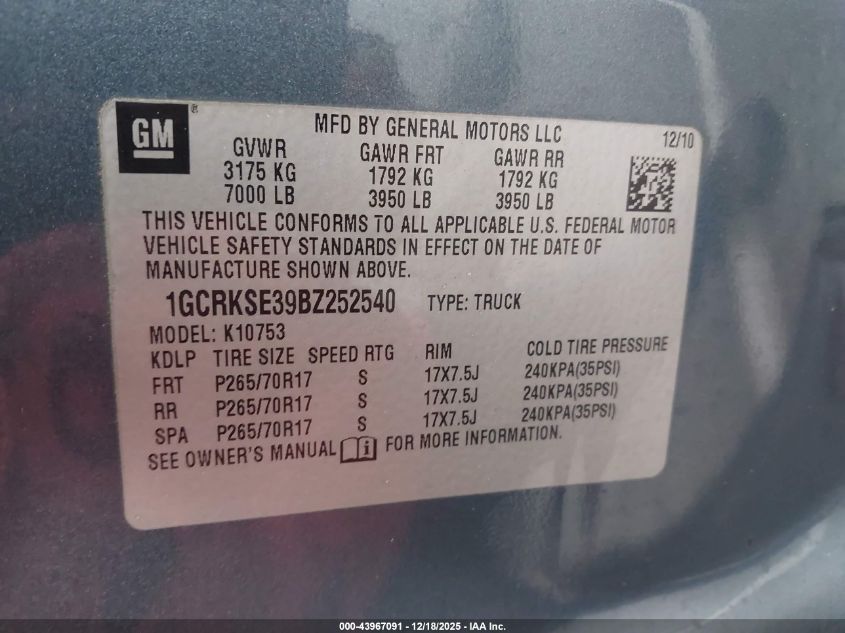 GM ®
MFD BY GENERAL MOTORS LLC 12/10
GVWR GAWR FRT GAWR RR
3175 KG 1792 KG 1792 KG
7000 LB 3950 LB 3950 LB
THIS VEHICLE CONFORMS TO ALL APPLICABLE U.S. FEDERAL MOTOR
VEHICLE SAFETY STANDARDS IN EFFECT ON THE DATE OF
MANUFACTURE SHOWN ABOVE.
1GCRKSE39BZ252540 TYPE: TRUCK
MODEL: K10753
KDLP TIRE SIZE SPEED RTG RIM COLD TIRE PRESSURE
FRT P265/70R17 S 17X7.5J 240KPA(35PSI)
RR P265/70R17 S 17X7.5J 240KPA(35PSI)
SPA P265/70R17 S 17X7.5J 240KPA(35PSI)
SEE OWNER'S MANUAL i FOR MORE INFORMATION.
000-43967091 — 12/18/2025 - IAA Inc.